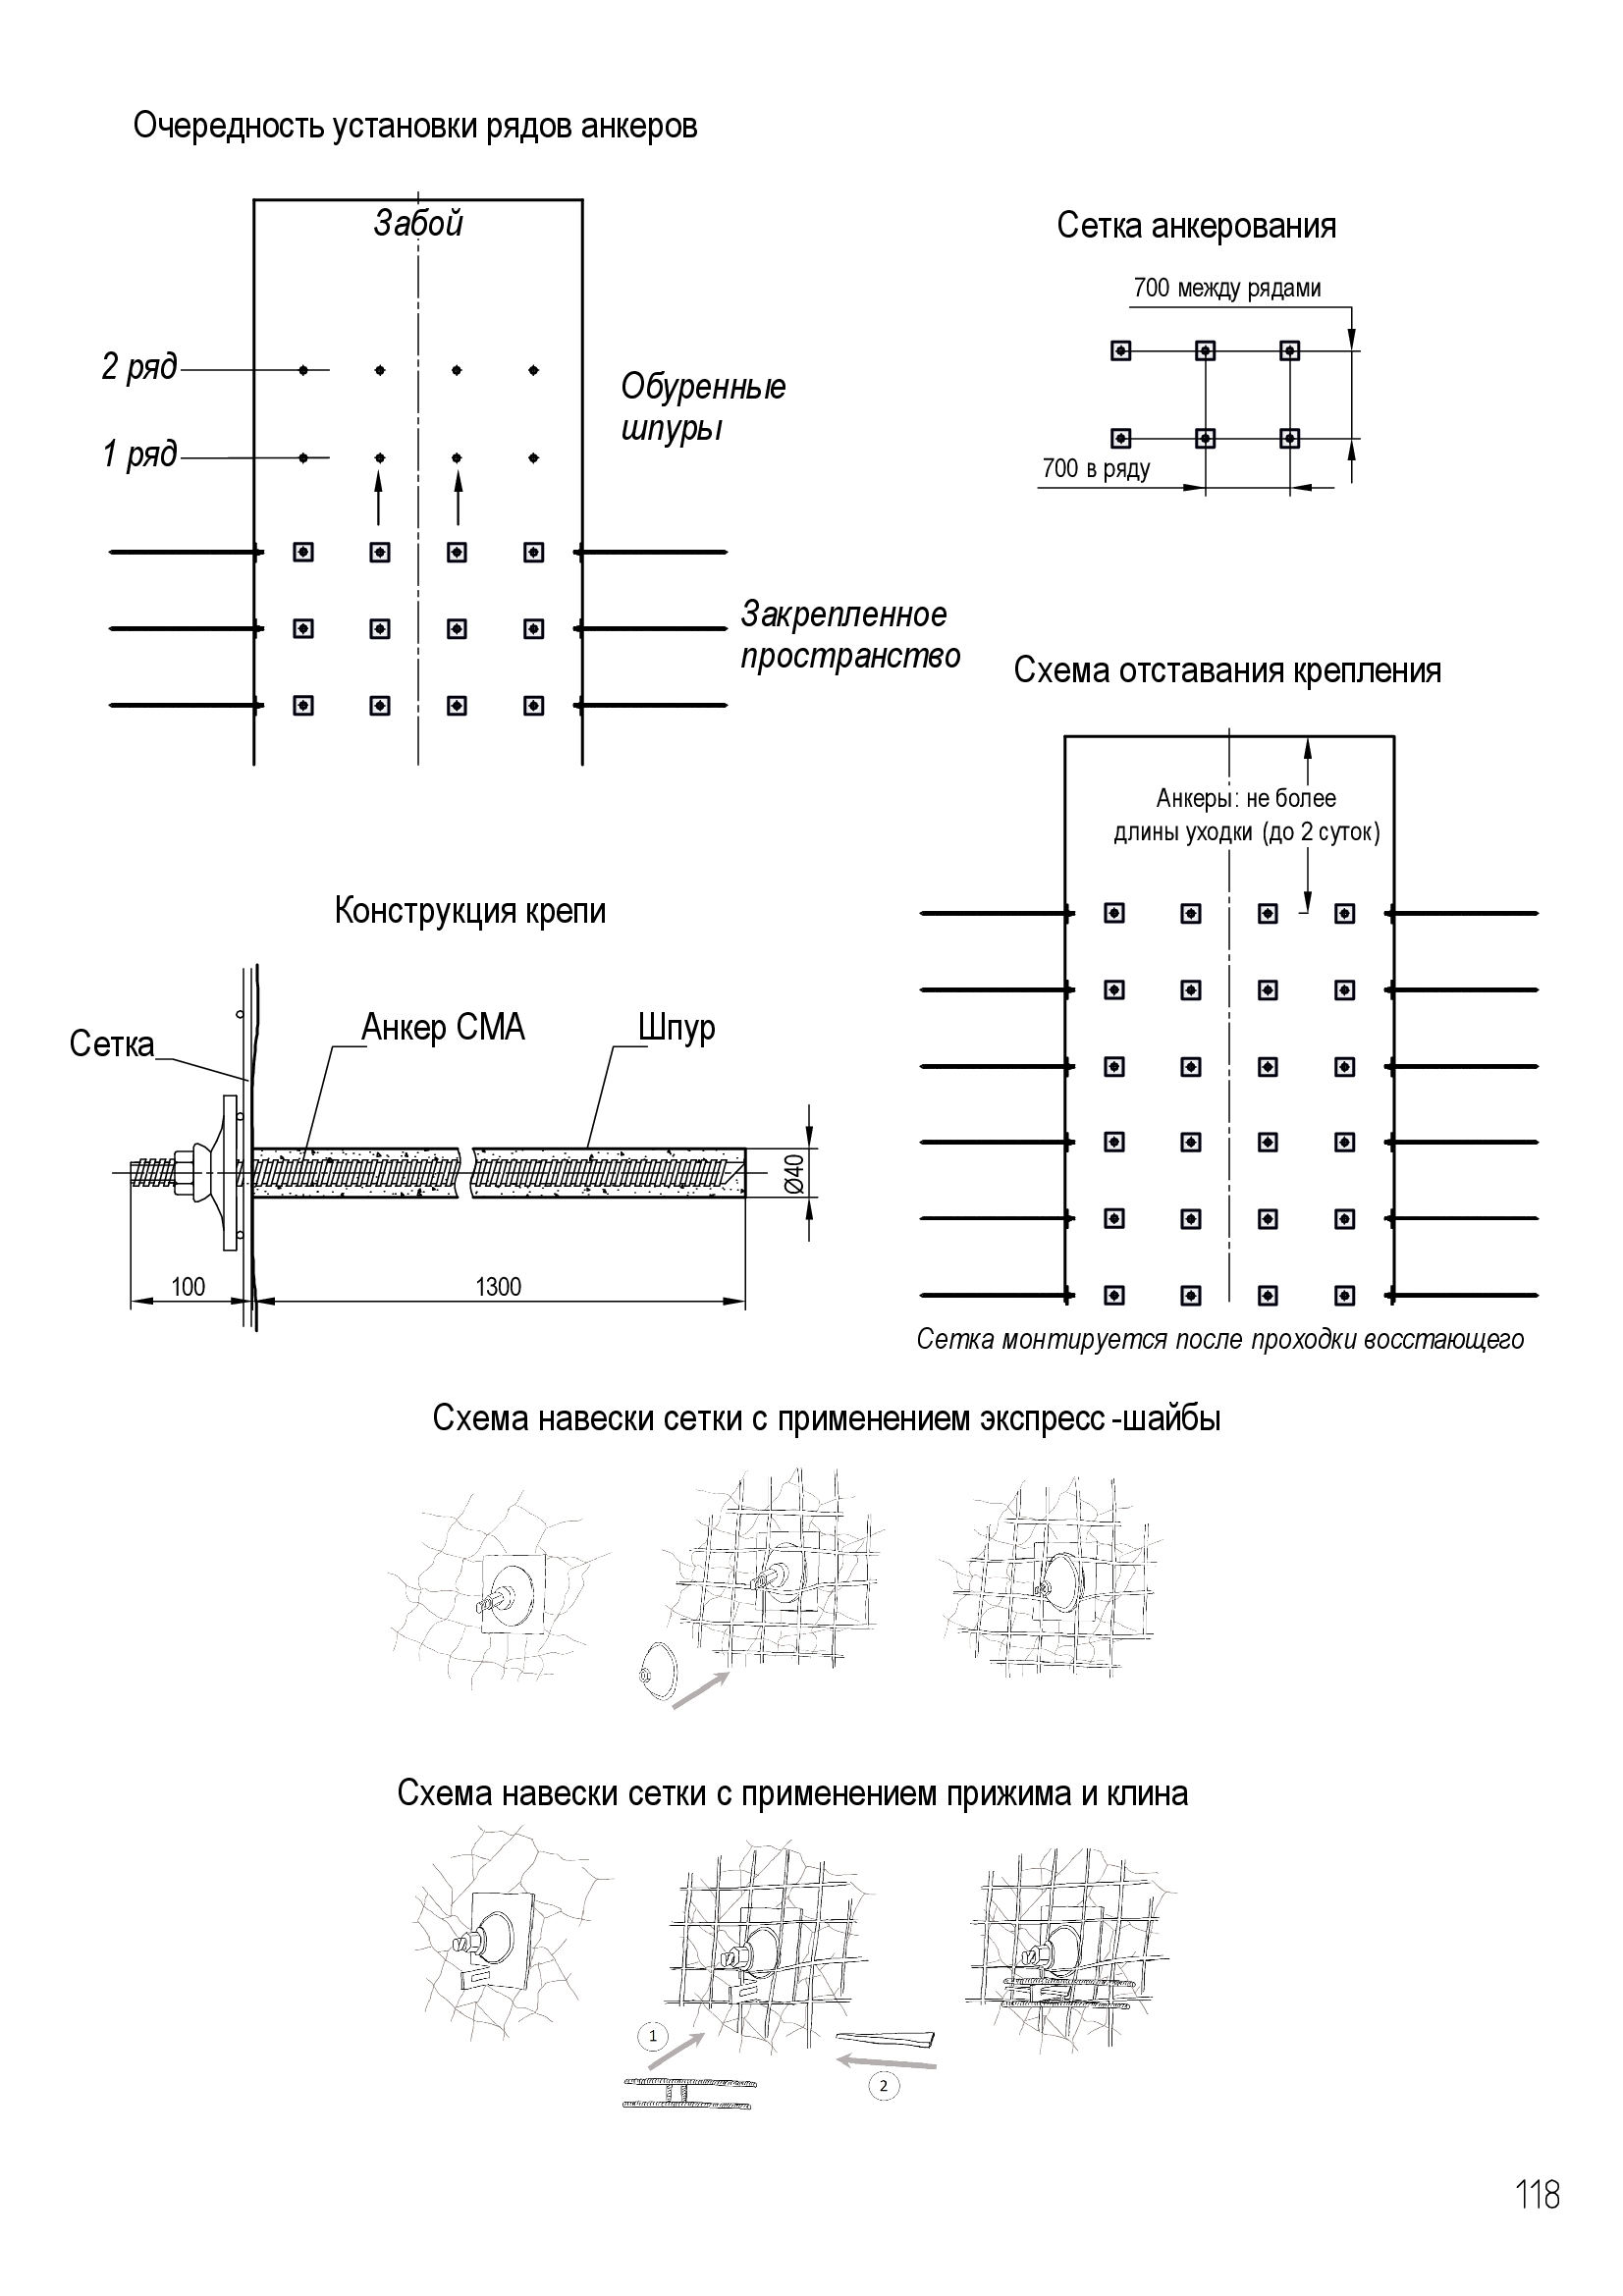 Очередность установки рядов анкеров
Забой
2 ряд
1 ряд
Обуренные
шпуры
Закрепленное
пространство
Сетка анкерования
700 между рядами
700 в ряду
Схема отставания крепления
Анкеры: не более
длины уходки (до 2 суток)
Сетка монтируется после проходки восстающего
Конструкция крепи
Сетка
Анкер СМА
Шпур
Ø40
100
1300
Схема навески сетки с применением экспресс-шайбы
Схема навески сетки с применением прижима и клина
1
2
118